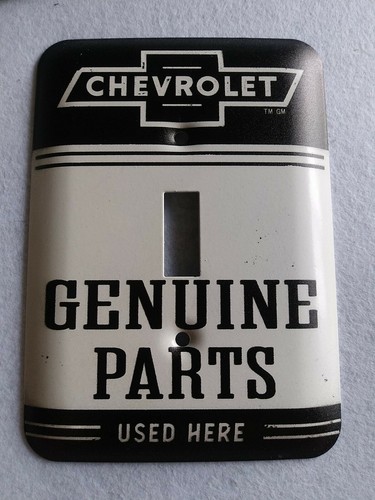 CHEVROLET
TM GM
GENUINE
PARTS
USED HERE